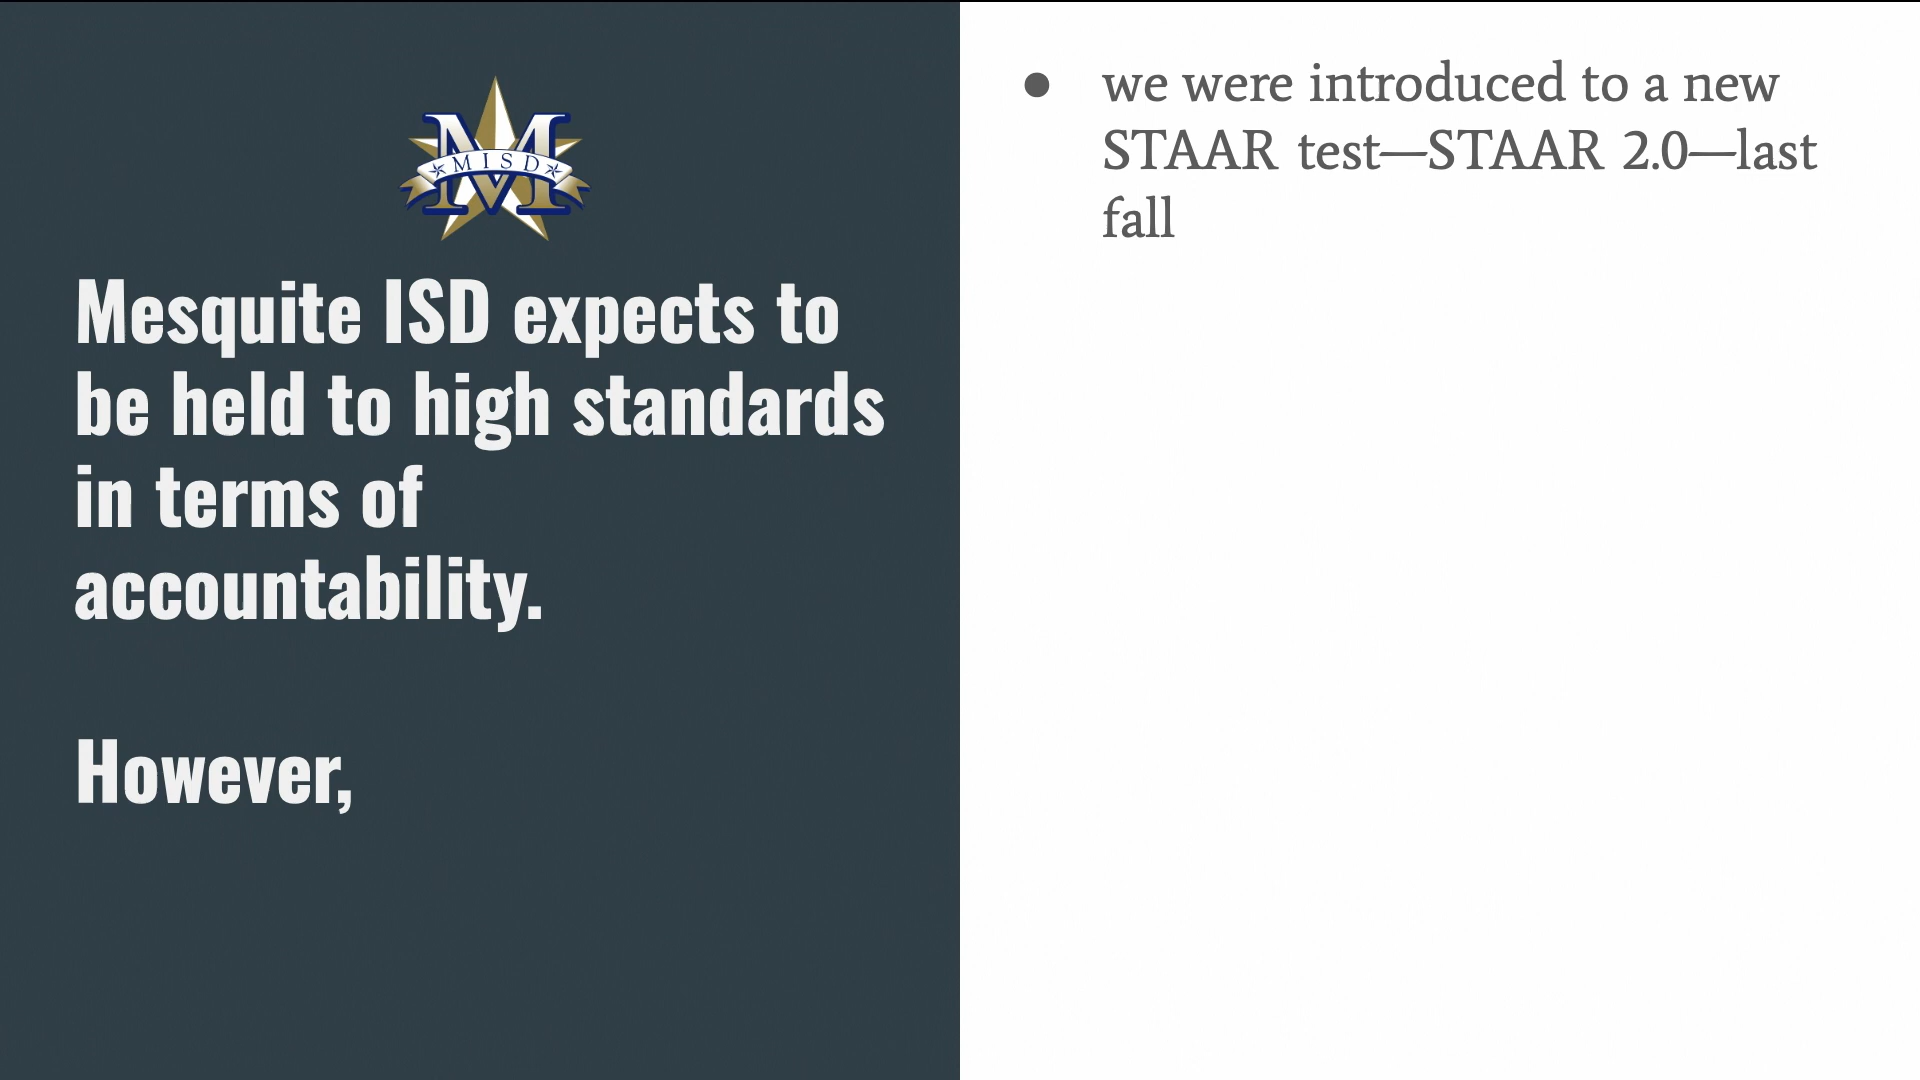 MISD
Mesquite ISD expects to
be held to high standards
in terms of
accountability.
However,
● we were introduced to a new
STAAR test—STAAR 2.0—last
fall